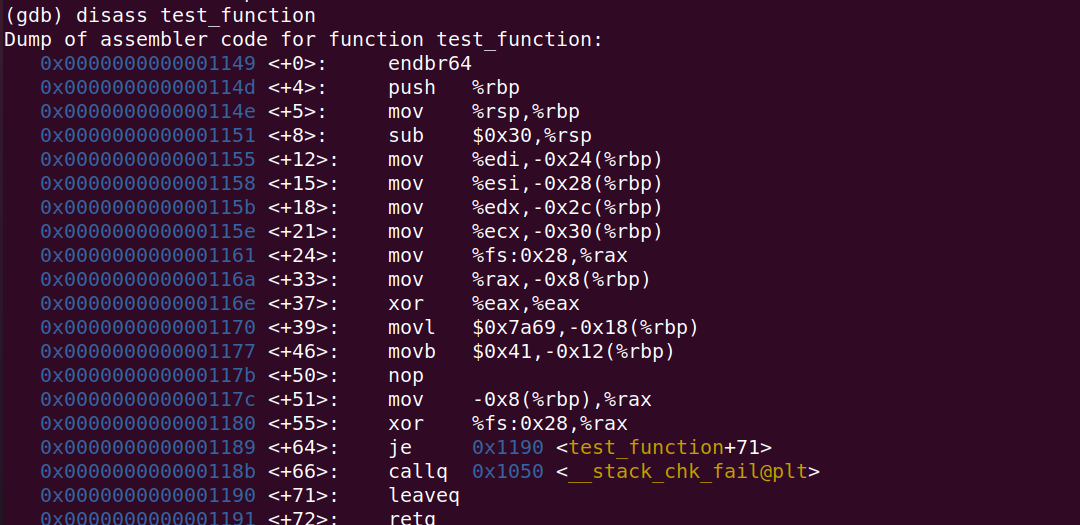 (gdb) disass test_function
Dump of assembler code for function test_function:
   0x0000000000001149 <+0>:     endbr64
   0x000000000000114d <+4>:     push   %rbp
   0x000000000000114e <+5>:     mov    %rsp,%rbp
   0x0000000000001151 <+8>:     sub    $0x30,%rsp
   0x0000000000001155 <+12>:    mov    %edi,-0x24(%rbp)
   0x0000000000001158 <+15>:    mov    %esi,-0x28(%rbp)
   0x000000000000115b <+18>:    mov    %edx,-0x2c(%rbp)
   0x000000000000115e <+21>:    mov    %ecx,-0x30(%rbp)
   0x0000000000001161 <+24>:    mov    %fs:0x28,%rax
   0x000000000000116a <+33>:    mov    %rax,-0x8(%rbp)
   0x000000000000116e <+37>:    xor    %eax,%eax
   0x0000000000001170 <+39>:    movl   $0x7a69,-0x18(%rbp)
   0x0000000000001177 <+46>:    movb   $0x41,-0x12(%rbp)
   0x000000000000117b <+50>:    nop
   0x000000000000117c <+51>:    mov    -0x8(%rbp),%rax
   0x0000000000001180 <+55>:    xor    %fs:0x28,%rax
   0x0000000000001189 <+64>:    je     0x1190 <test_function+71>
   0x000000000000118b <+66>:    callq  0x1050 <__stack_chk_fail@plt>
   0x0000000000001190 <+71>:    leaveq
   0x0000000000001191 <+72>:    retq